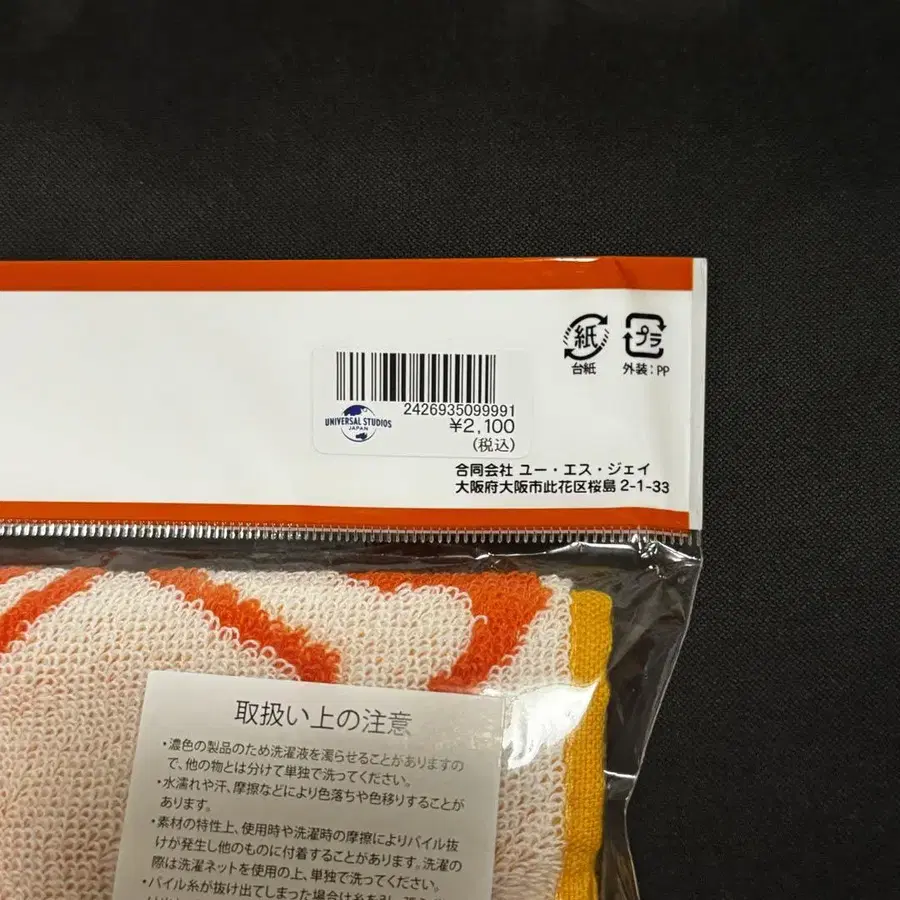 紙
台紙
プラ
外装:PP
2426935099991
UNIVERSAL STUDIOS
JAPAN
¥2,100
(税込)
合同会社 ユー・エス・ジェイ
大阪府大阪市此花区桜島 2-1-33
取扱い上の注意
・濃色の製品のため洗濯液を濁らせることがありますの
で、他の物とは分けて単独で洗ってください。
・水濡れや汗、摩擦などにより色落ちや色移りすることが
あります。
・素材の特性上、使用時や洗濯時の摩擦によりパイル抜
けが発生し他のものに付着することがあります。洗濯の
際は洗濯ネットを使用の上、単独で洗ってください。
・パイル糸が抜け出てしまった場合は糸を引